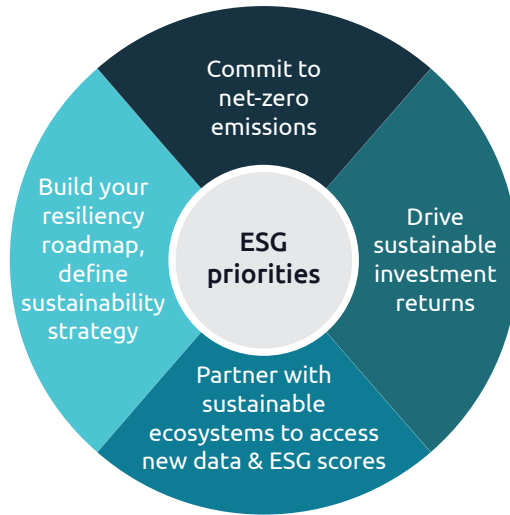 Commit to
net-zero
emissions
Build your
resiliency
roadmap,
define
sustainability
strategy
ESG
priorities
Drive
sustainable
investment
returns
Partner with
sustainable
ecosystems to access
new data & ESG scores